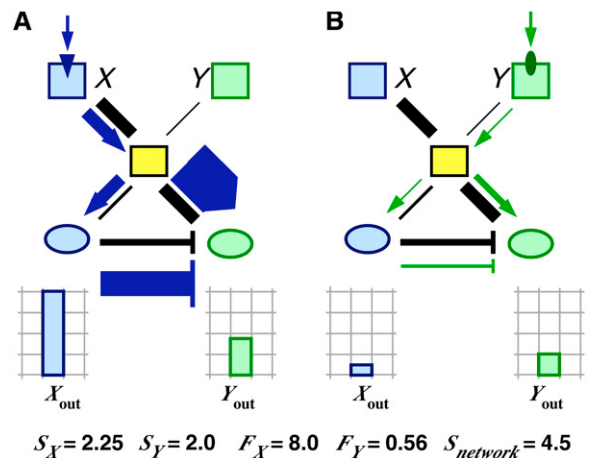 A B
X Y X Y
Xout Yout Xout Yout
SX = 2.25 SY = 2.0 FX = 8.0 FY = 0.56 Snetwork = 4.5